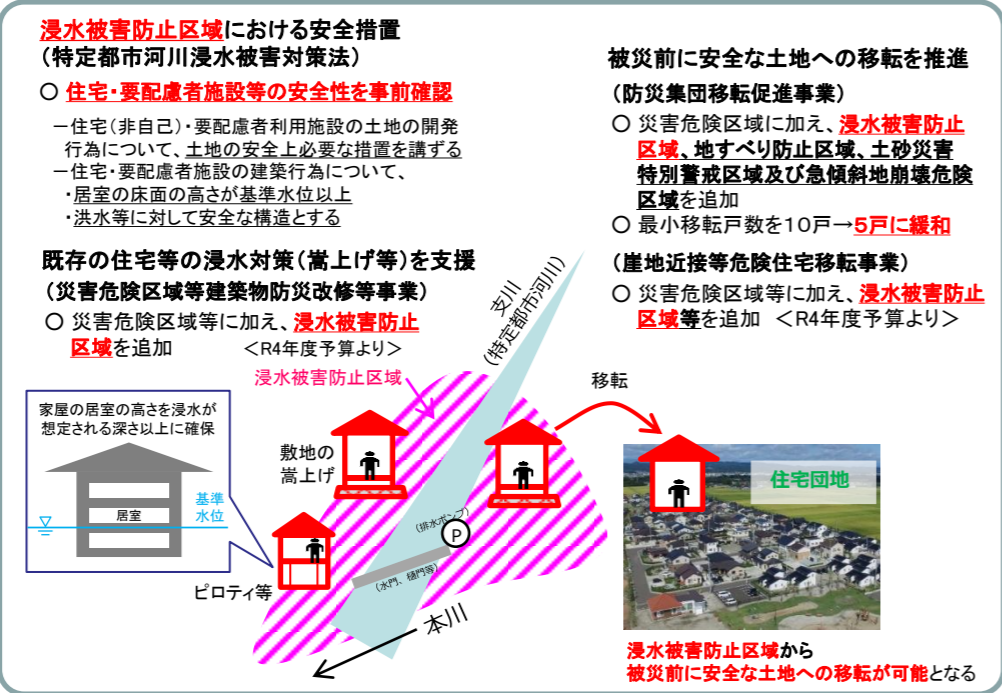 浸水被害防止区域における安全措置
(特定都市河川浸水被害対策法)
○ 住宅・要配慮者施設等の安全性を事前確認
－住宅(非自己)・要配慮者利用施設の土地の開発
行為について、土地の安全上必要な措置を講ずる
－住宅・要配慮者施設の建築行為について、
・居室の床面の高さが基準水位以上
・洪水等に対して安全な構造とする
既存の住宅等の浸水対策(嵩上げ等)を支援
(災害危険区域等建築物防災改修等事業)
○ 災害危険区域等に加え、浸水被害防止
区域を追加 <R4年度予算より>
被災前に安全な土地への移転を推進
(防災集団移転促進事業)
○ 災害危険区域に加え、浸水被害防止
区域、地すべり防止区域、土砂災害
特別警戒区域及び急傾斜地崩壊危険
区域を追加
○ 最小移転戸数を10戸→5戸に緩和
(崖地近接等危険住宅移転事業)
○ 災害危険区域等に加え、浸水被害防止
区域等を追加 <R4年度予算より>
支川
(特定都市河川)
浸水被害防止区域
移転
家屋の居室の高さを浸水が
想定される深さ以上に確保
居室
基準
水位
敷地の
嵩上げ
住宅団地
(排水ポンプ)
P
(水門、樋門等)
ピロティ等
本川
浸水被害防止区域から
被災前に安全な土地への移転が可能となる